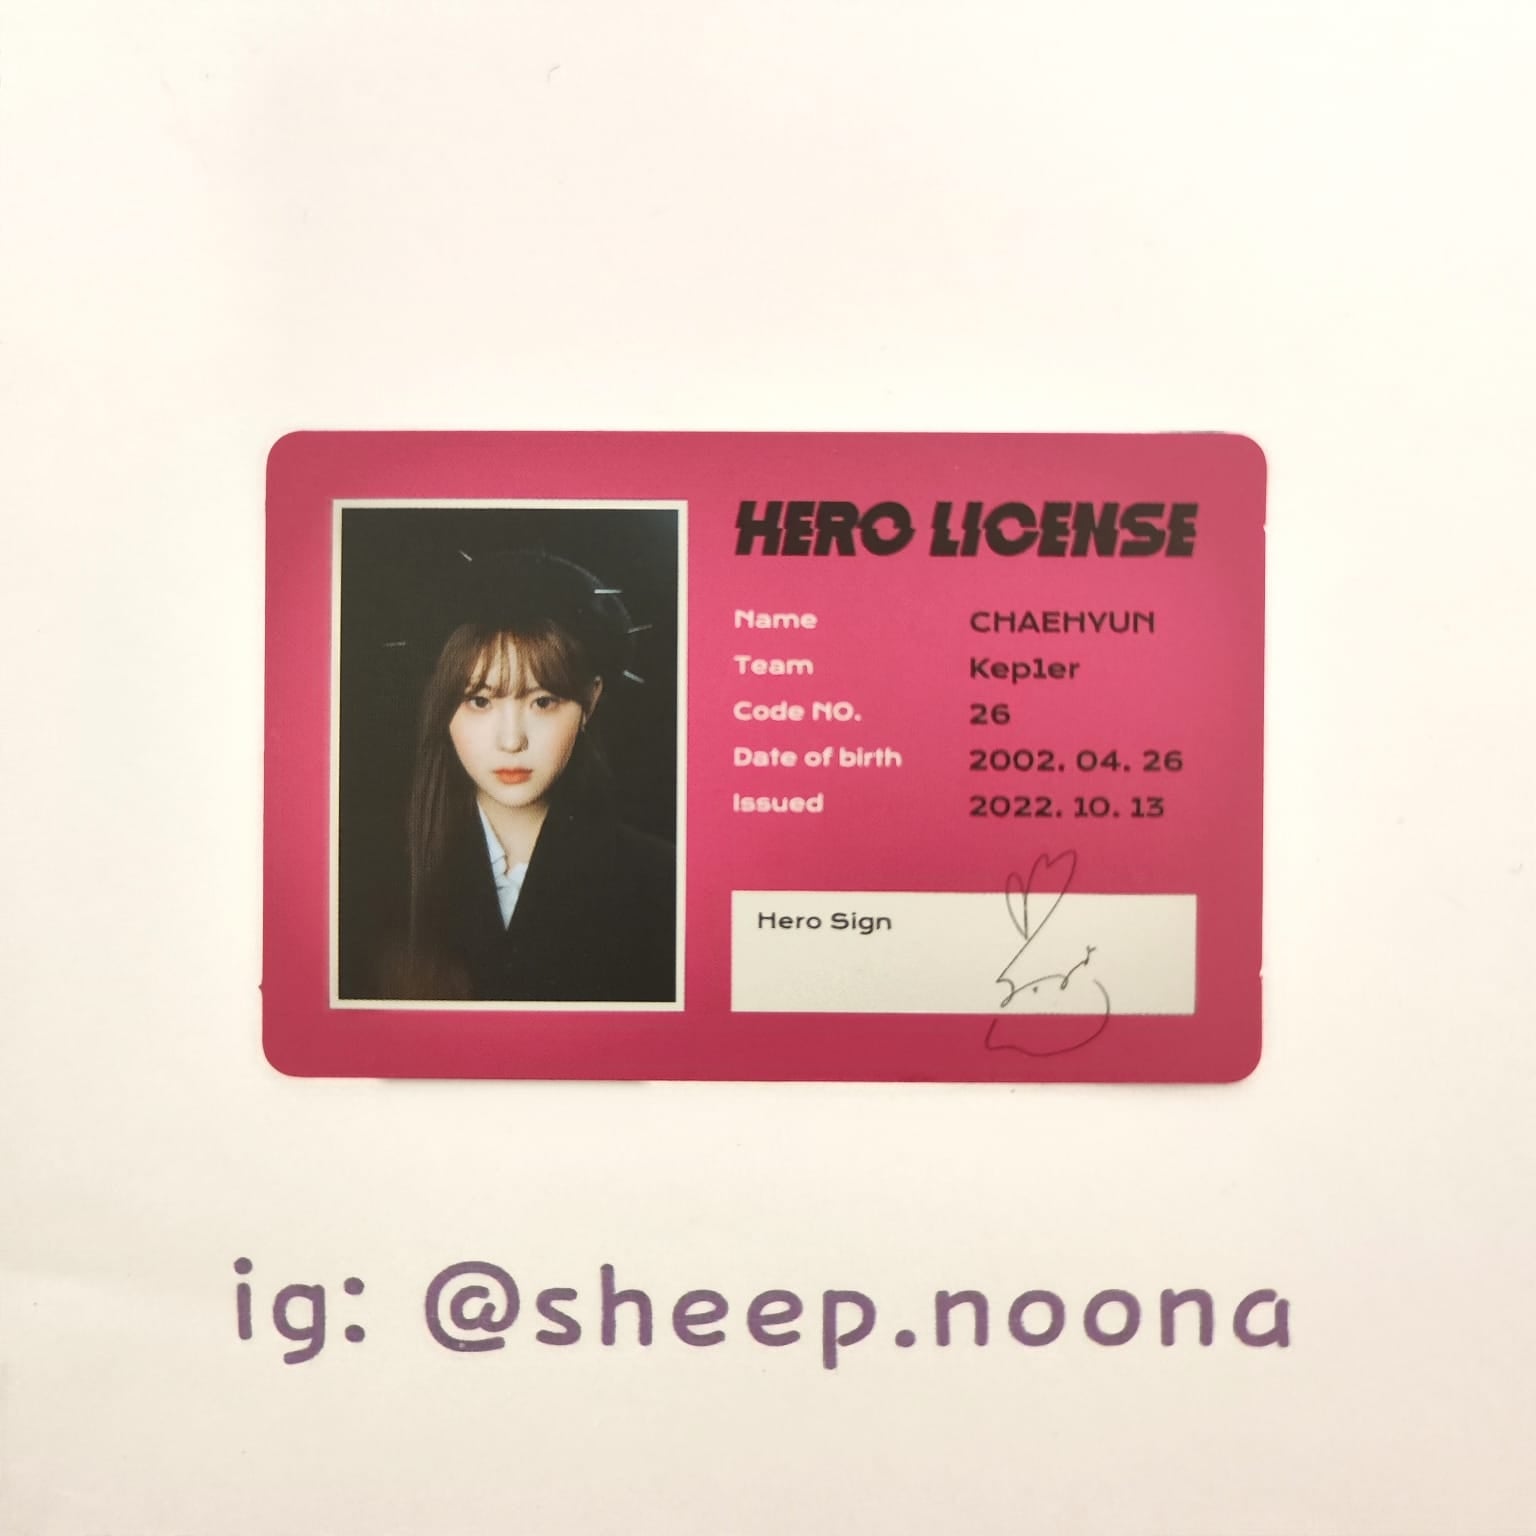 HERO LICENSE
Name CHAEHYUN
Team Kep1er
Code NO. 26
Date of birth 2002. 04. 26
Issued 2022. 10. 13
Hero Sign
ig: @sheep.noona